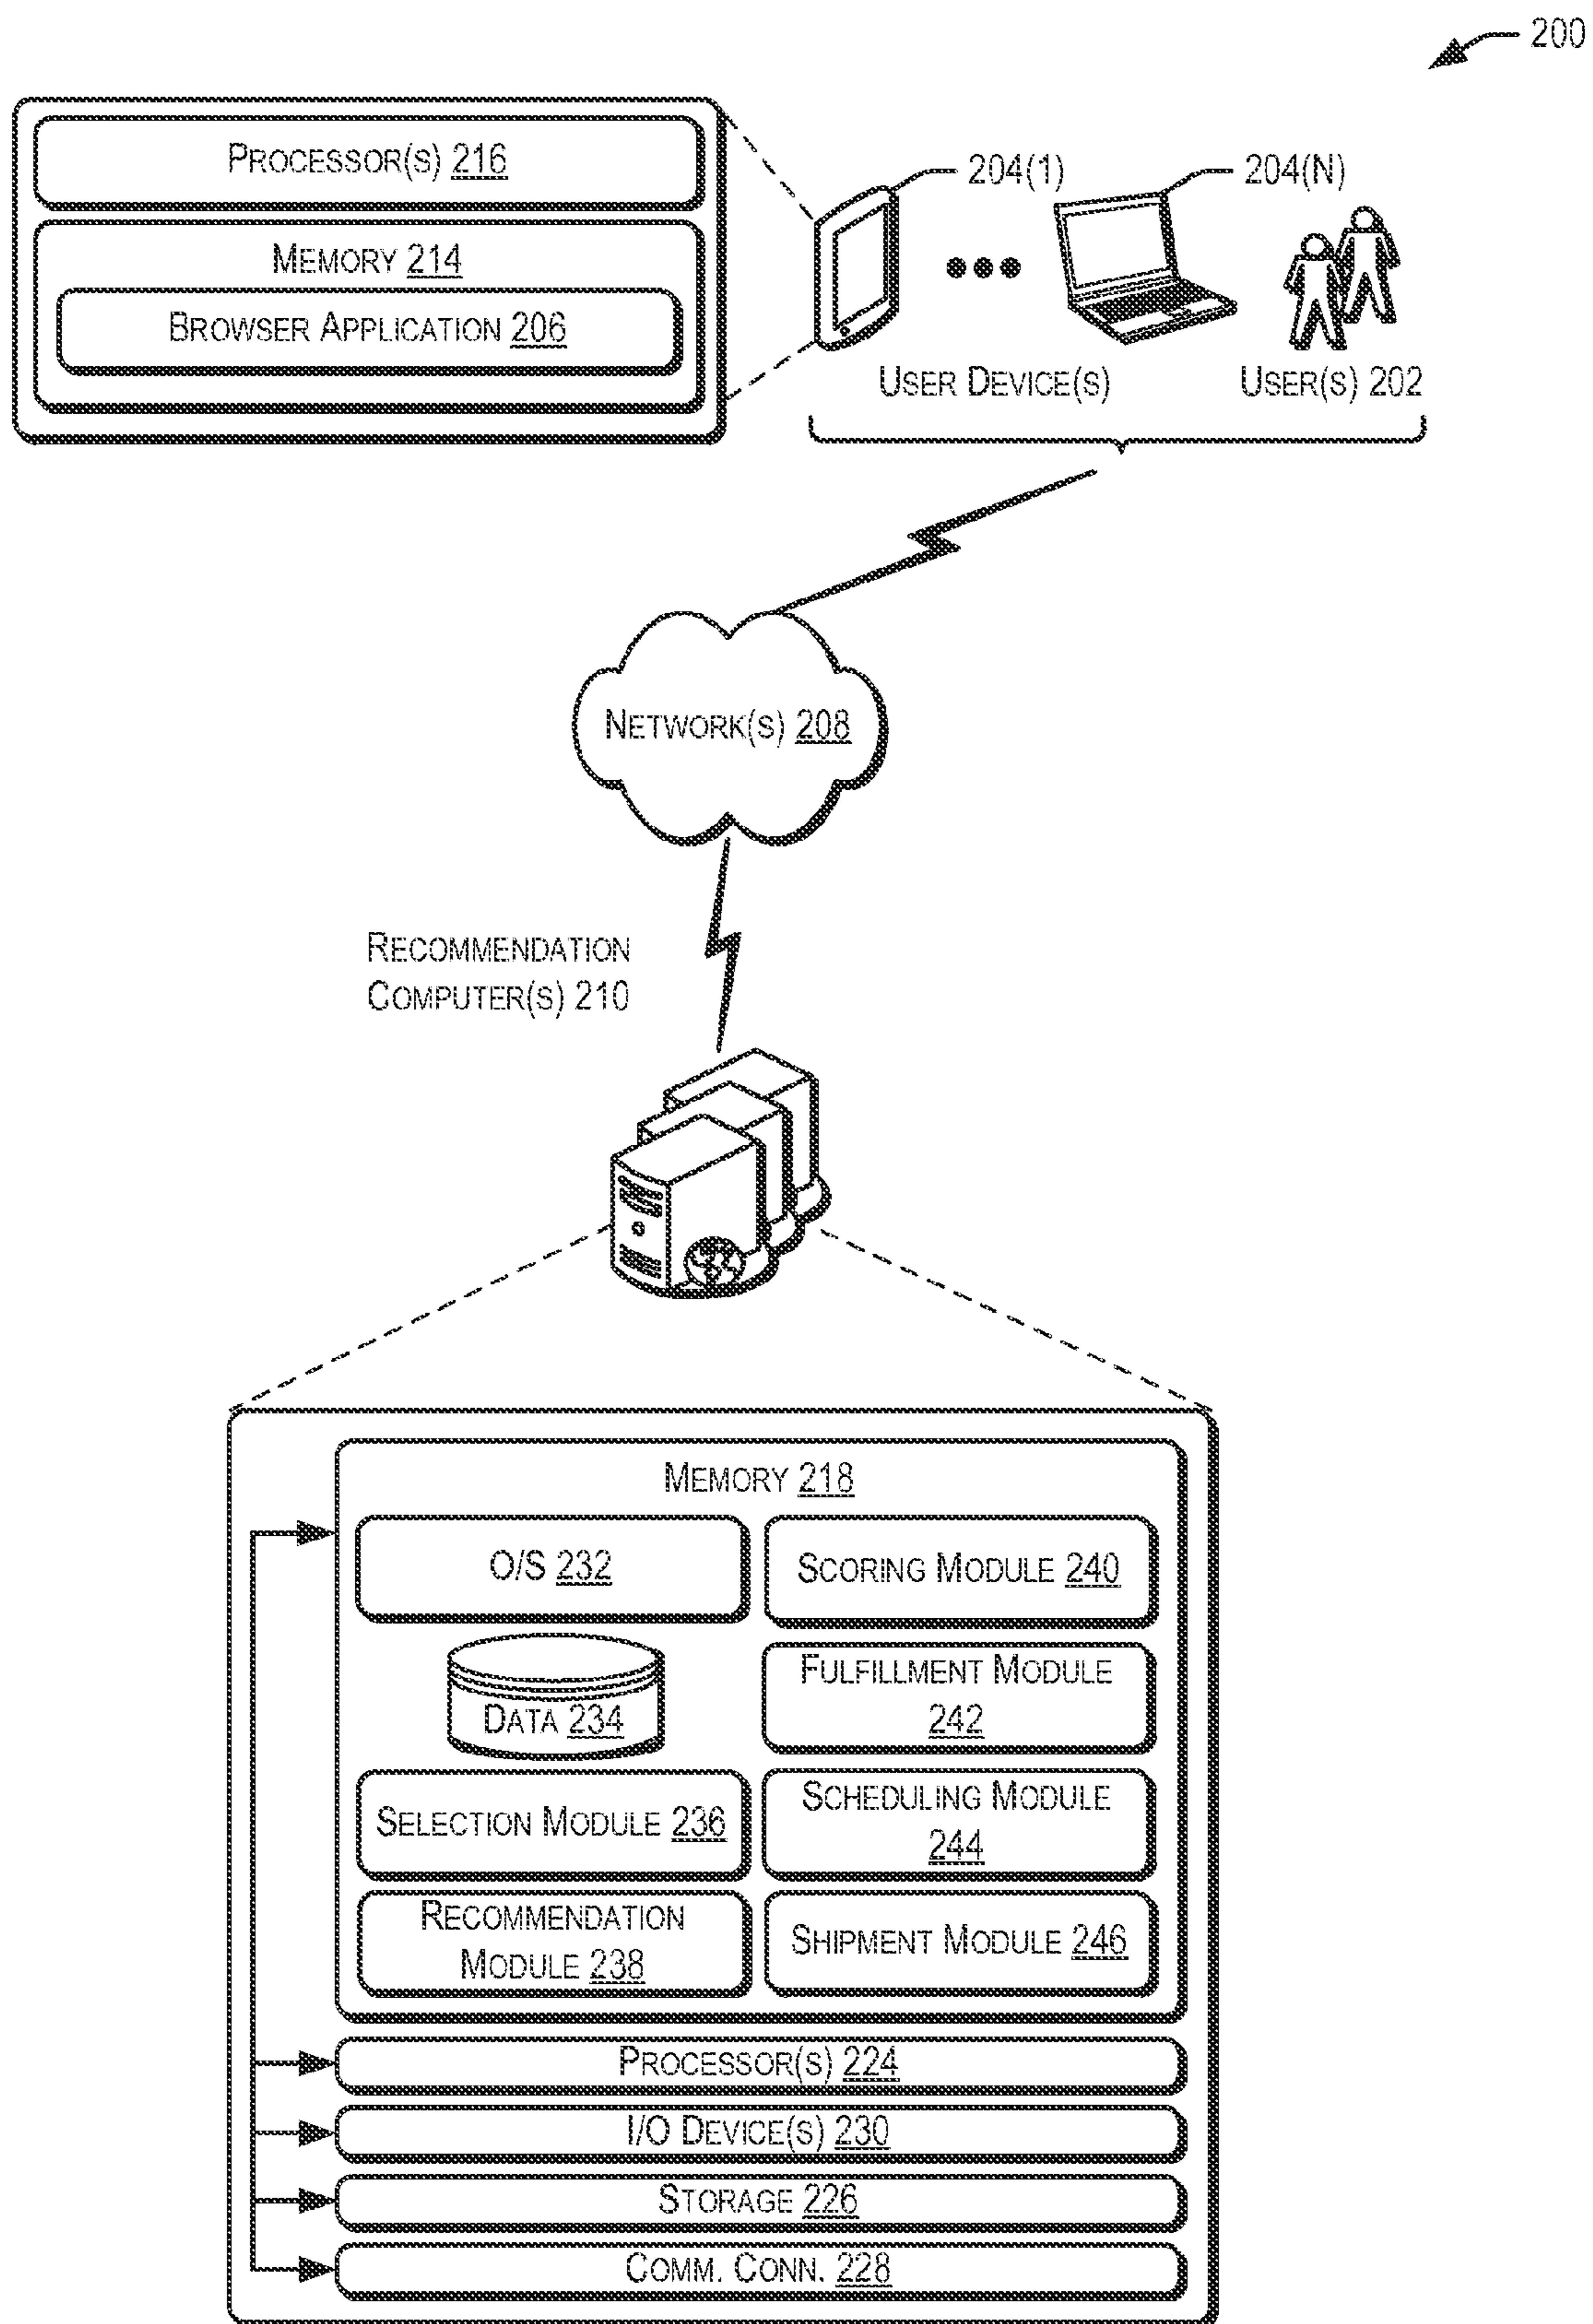 200
PROCESSOR(S) 216
MEMORY 214
BROWSER APPLICATION 206
204(1)
204(N)
USER DEVICE(S)
USER(S) 202
NETWORK(S) 208
RECOMMENDATION
COMPUTER(S) 210
MEMORY 218
O/S 232
SCORING MODULE 240
DATA 234
FULFILLMENT MODULE
242
SELECTION MODULE 236
SCHEDULING MODULE
244
RECOMMENDATION
MODULE 238
SHIPMENT MODULE 246
PROCESSOR(S) 224
I/O DEVICE(S) 230
STORAGE 226
COMM. CONN. 228